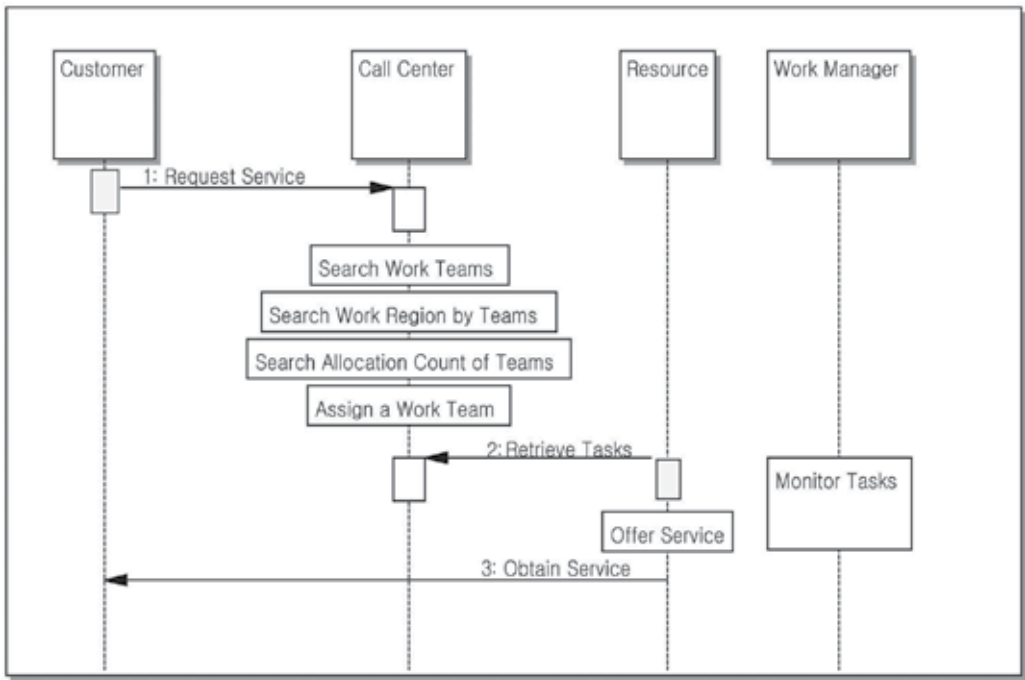 Customer
Call Center
Resource
Work Manager
1: Request Service
Search Work Teams
Search Work Region by Teams
Search Allocation Count of Teams
Assign a Work Team
2: Retrieve Tasks
Monitor Tasks
Offer Service
3: Obtain Service